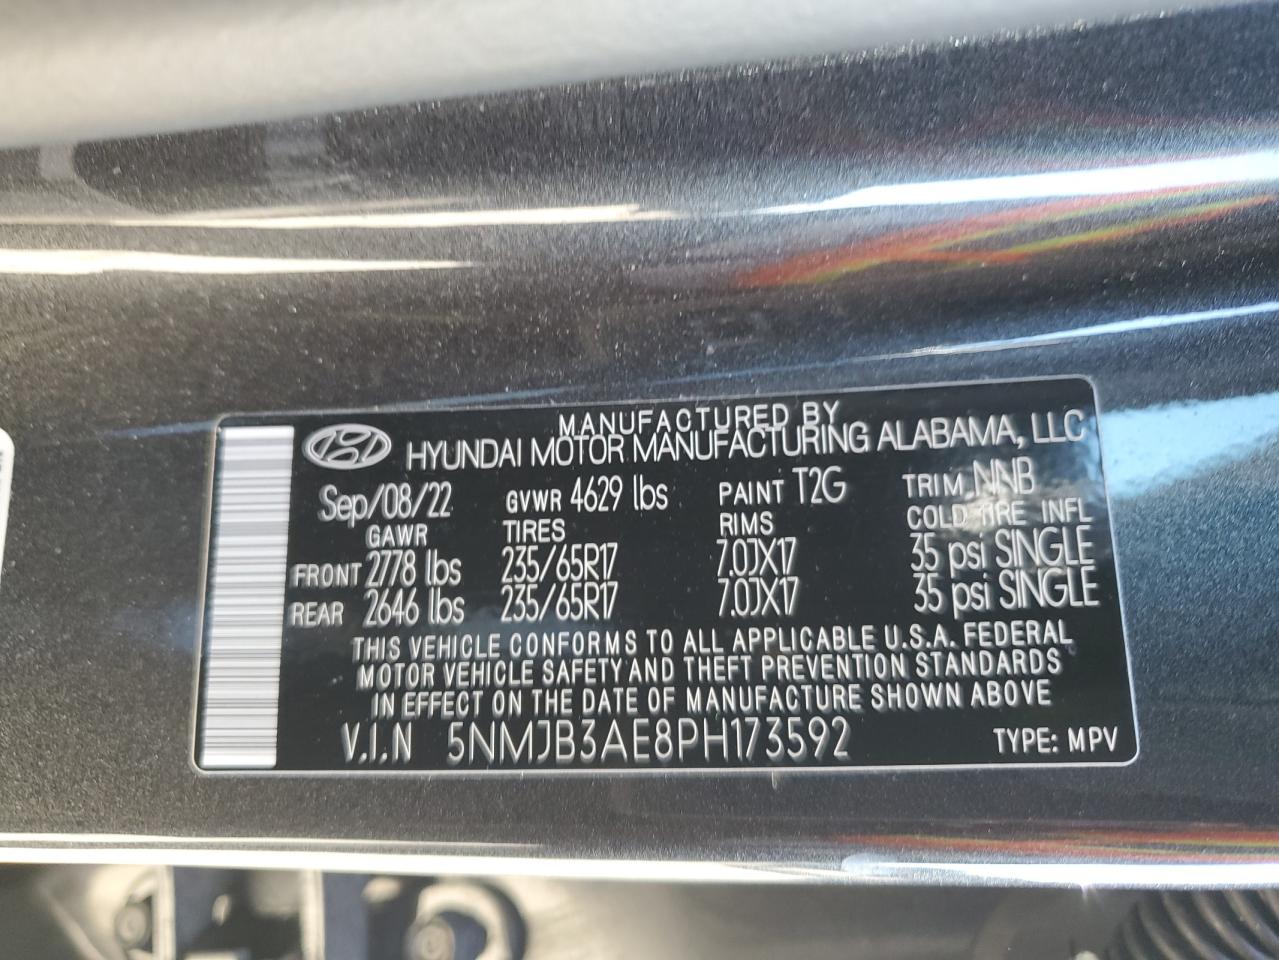 MANUFACTURED BY
HYUNDAI MOTOR MANUFACTURING ALABAMA, LLC
Sep/08/22 GVWR 4629 lbs PAINT T2G TRIM NNB
GAWR TIRES RIMS COLD TIRE INFL
FRONT 2778 lbs 235/65R17 7.0JX17 35 psi SINGLE
REAR 2646 lbs 235/65R17 7.0JX17 35 psi SINGLE
THIS VEHICLE CONFORMS TO ALL APPLICABLE U.S.A. FEDERAL
MOTOR VEHICLE SAFETY AND THEFT PREVENTION STANDARDS
IN EFFECT ON THE DATE OF MANUFACTURE SHOWN ABOVE
V.I.N 5NMJB3AE8PH173592 TYPE: MPV